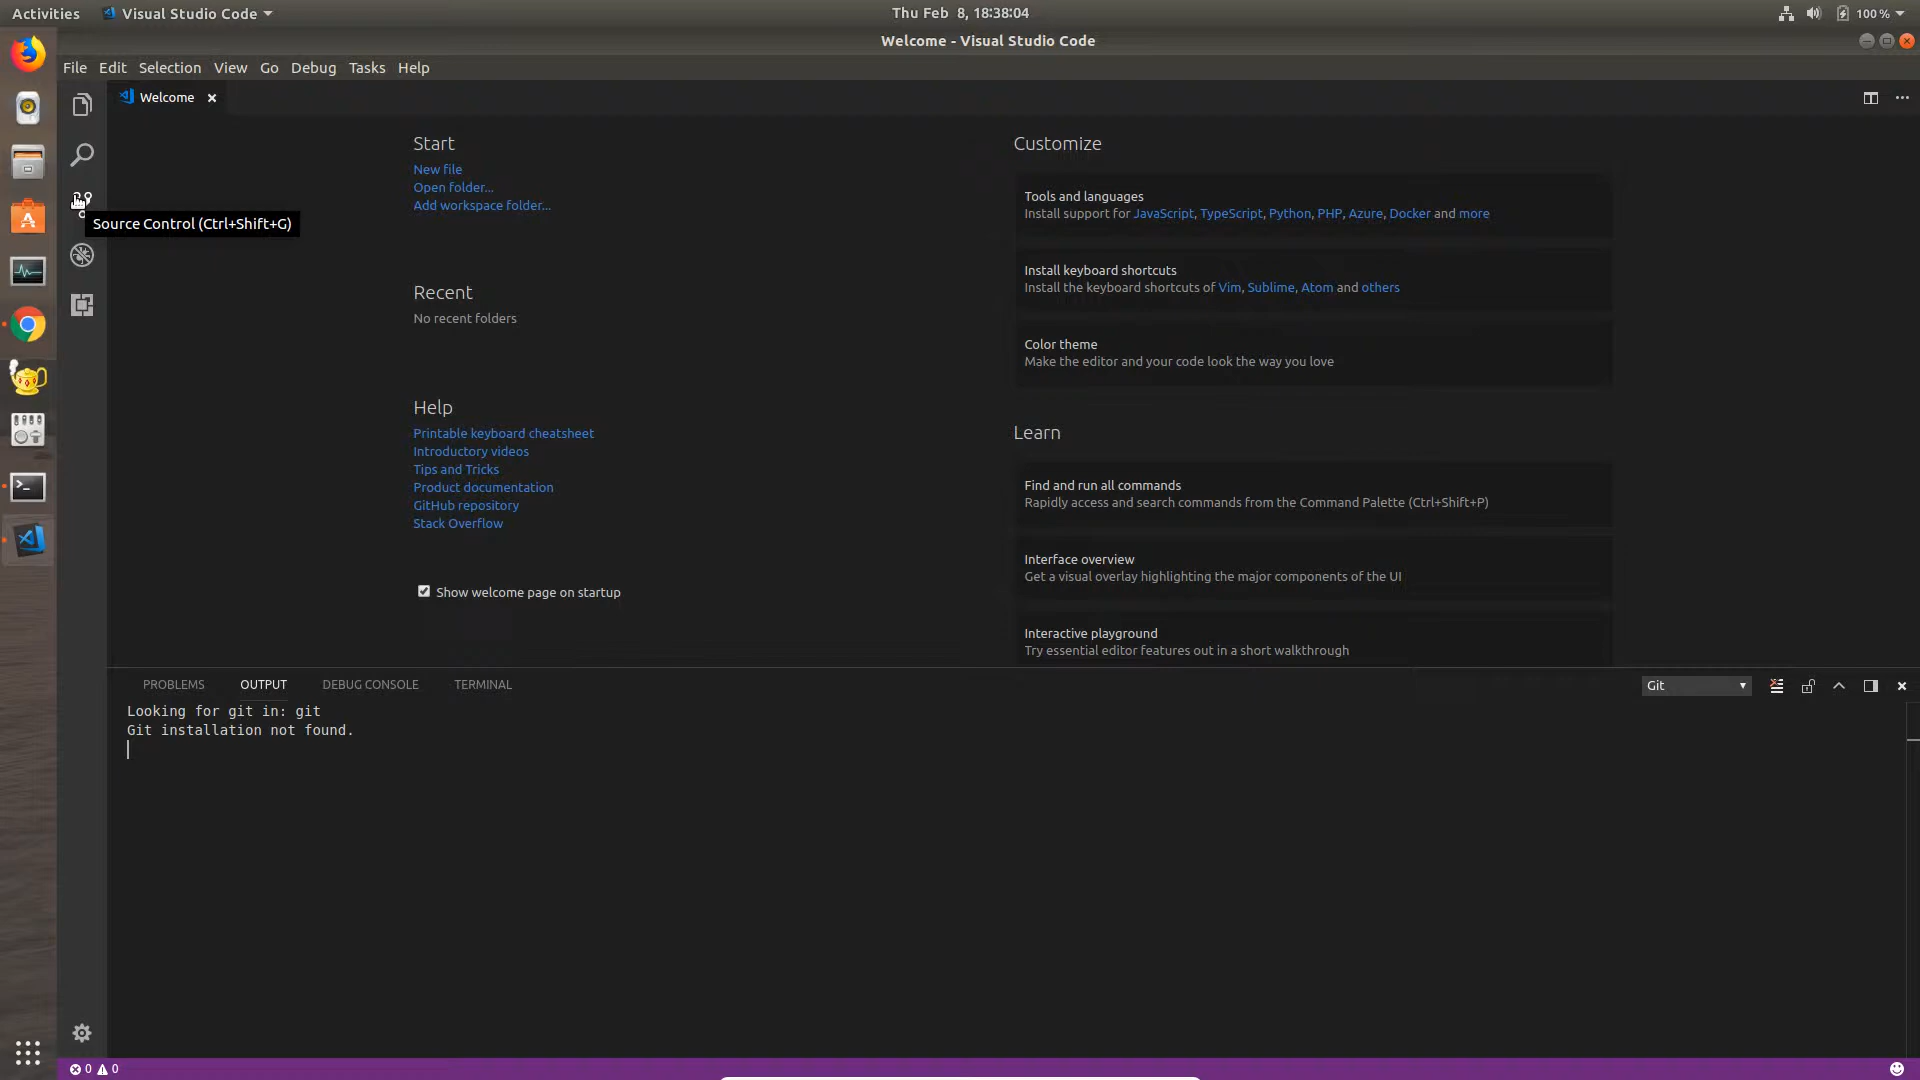 Activities
Visual Studio Code
Thu Feb 8, 18:38:04
100 %
Welcome - Visual Studio Code
File Edit Selection View Go Debug Tasks Help
Welcome
Source Control (Ctrl+Shift+G)
Start
New file
Open folder...
Add workspace folder...
Recent
No recent folders
Help
Printable keyboard cheatsheet
Introductory videos
Tips and Tricks
Product documentation
GitHub repository
Stack Overflow
Show welcome page on startup
Customize
Tools and languages
Install support for JavaScript, TypeScript, Python, PHP, Azure, Docker and more
Install keyboard shortcuts
Install the keyboard shortcuts of Vim, Sublime, Atom and others
Color theme
Make the editor and your code look the way you love
Learn
Find and run all commands
Rapidly access and search commands from the Command Palette (Ctrl+Shift+P)
Interface overview
Get a visual overlay highlighting the major components of the UI
Interactive playground
Try essential editor features out in a short walkthrough
PROBLEMS OUTPUT DEBUG CONSOLE TERMINAL
Git
Looking for git in: git
Git installation not found.
0 0